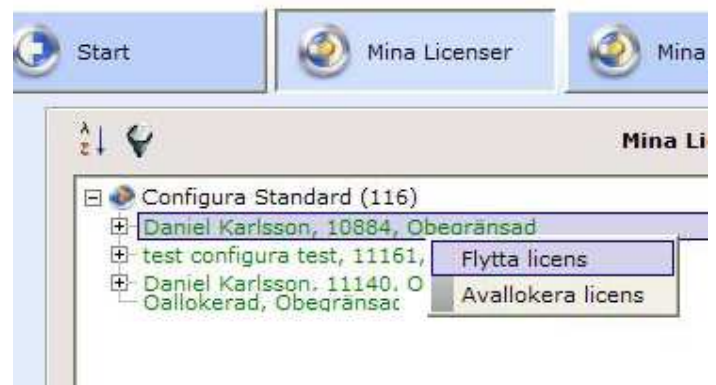 Start
Mina Licenser
Mina
Mina Li
Configura Standard (116)
Daniel Karlsson, 10884, Obegränsad
test configura test, 11161,
Daniel Karlsson. 11140. O
Oallokerad, Obegränsad
Flytta licens
Avallokera licens